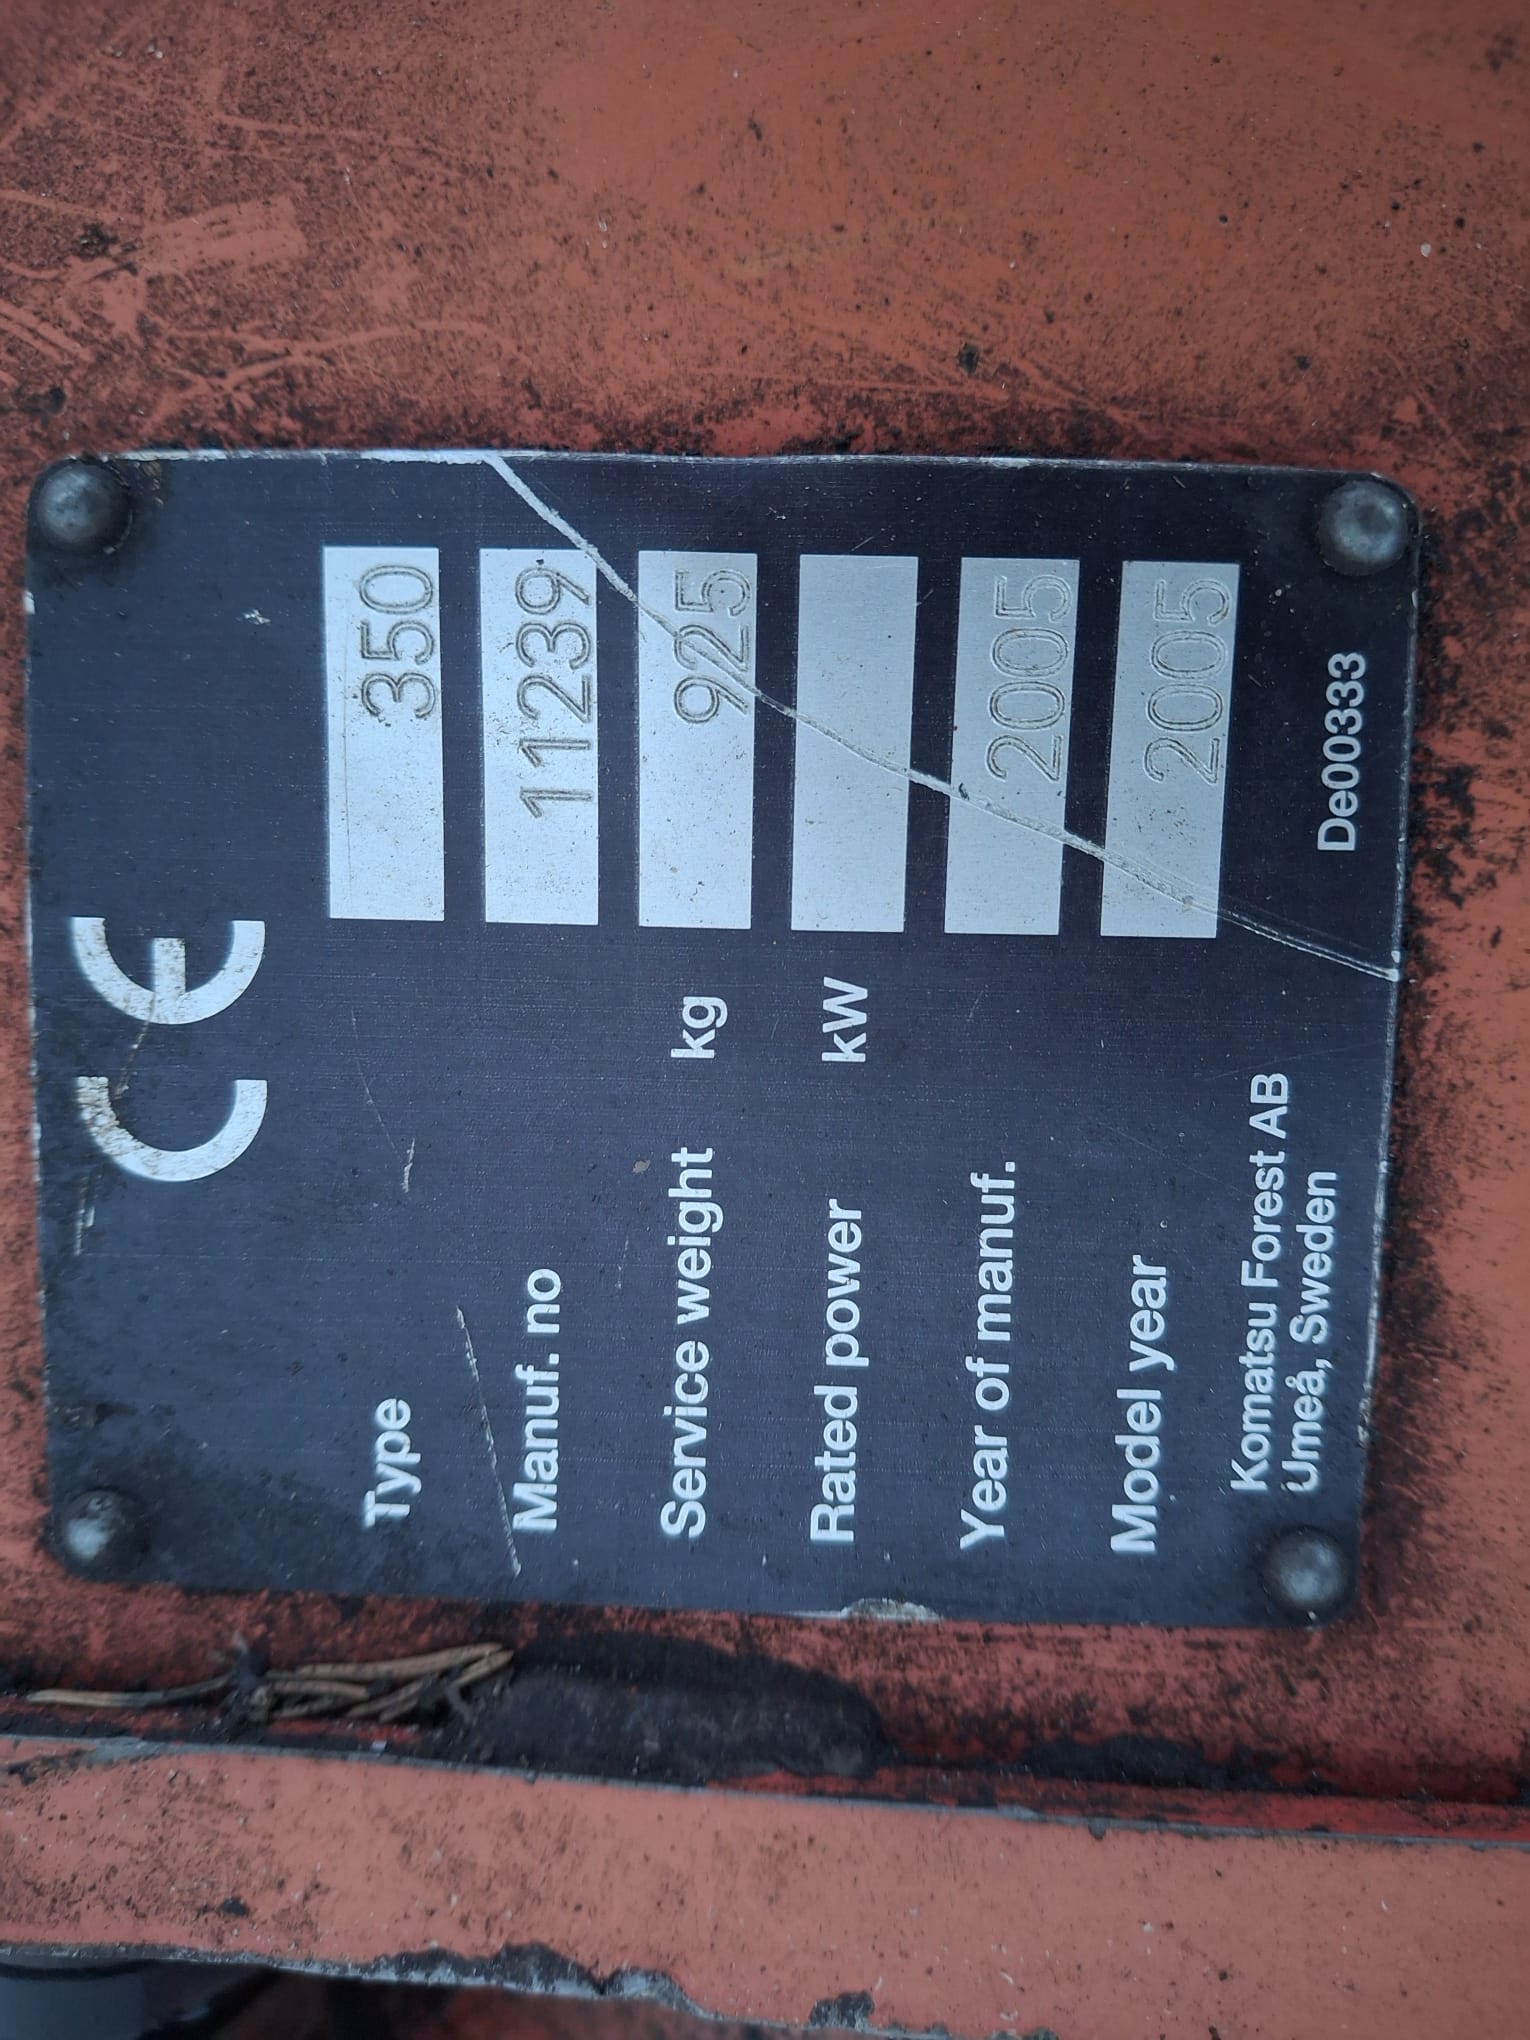 CE
Type 350
Manuf. no 11239
Service weight kg 925
Rated power kW
Year of manuf. 2005
Model year 2005
Komatsu Forest AB
Umeå, Sweden
De00333